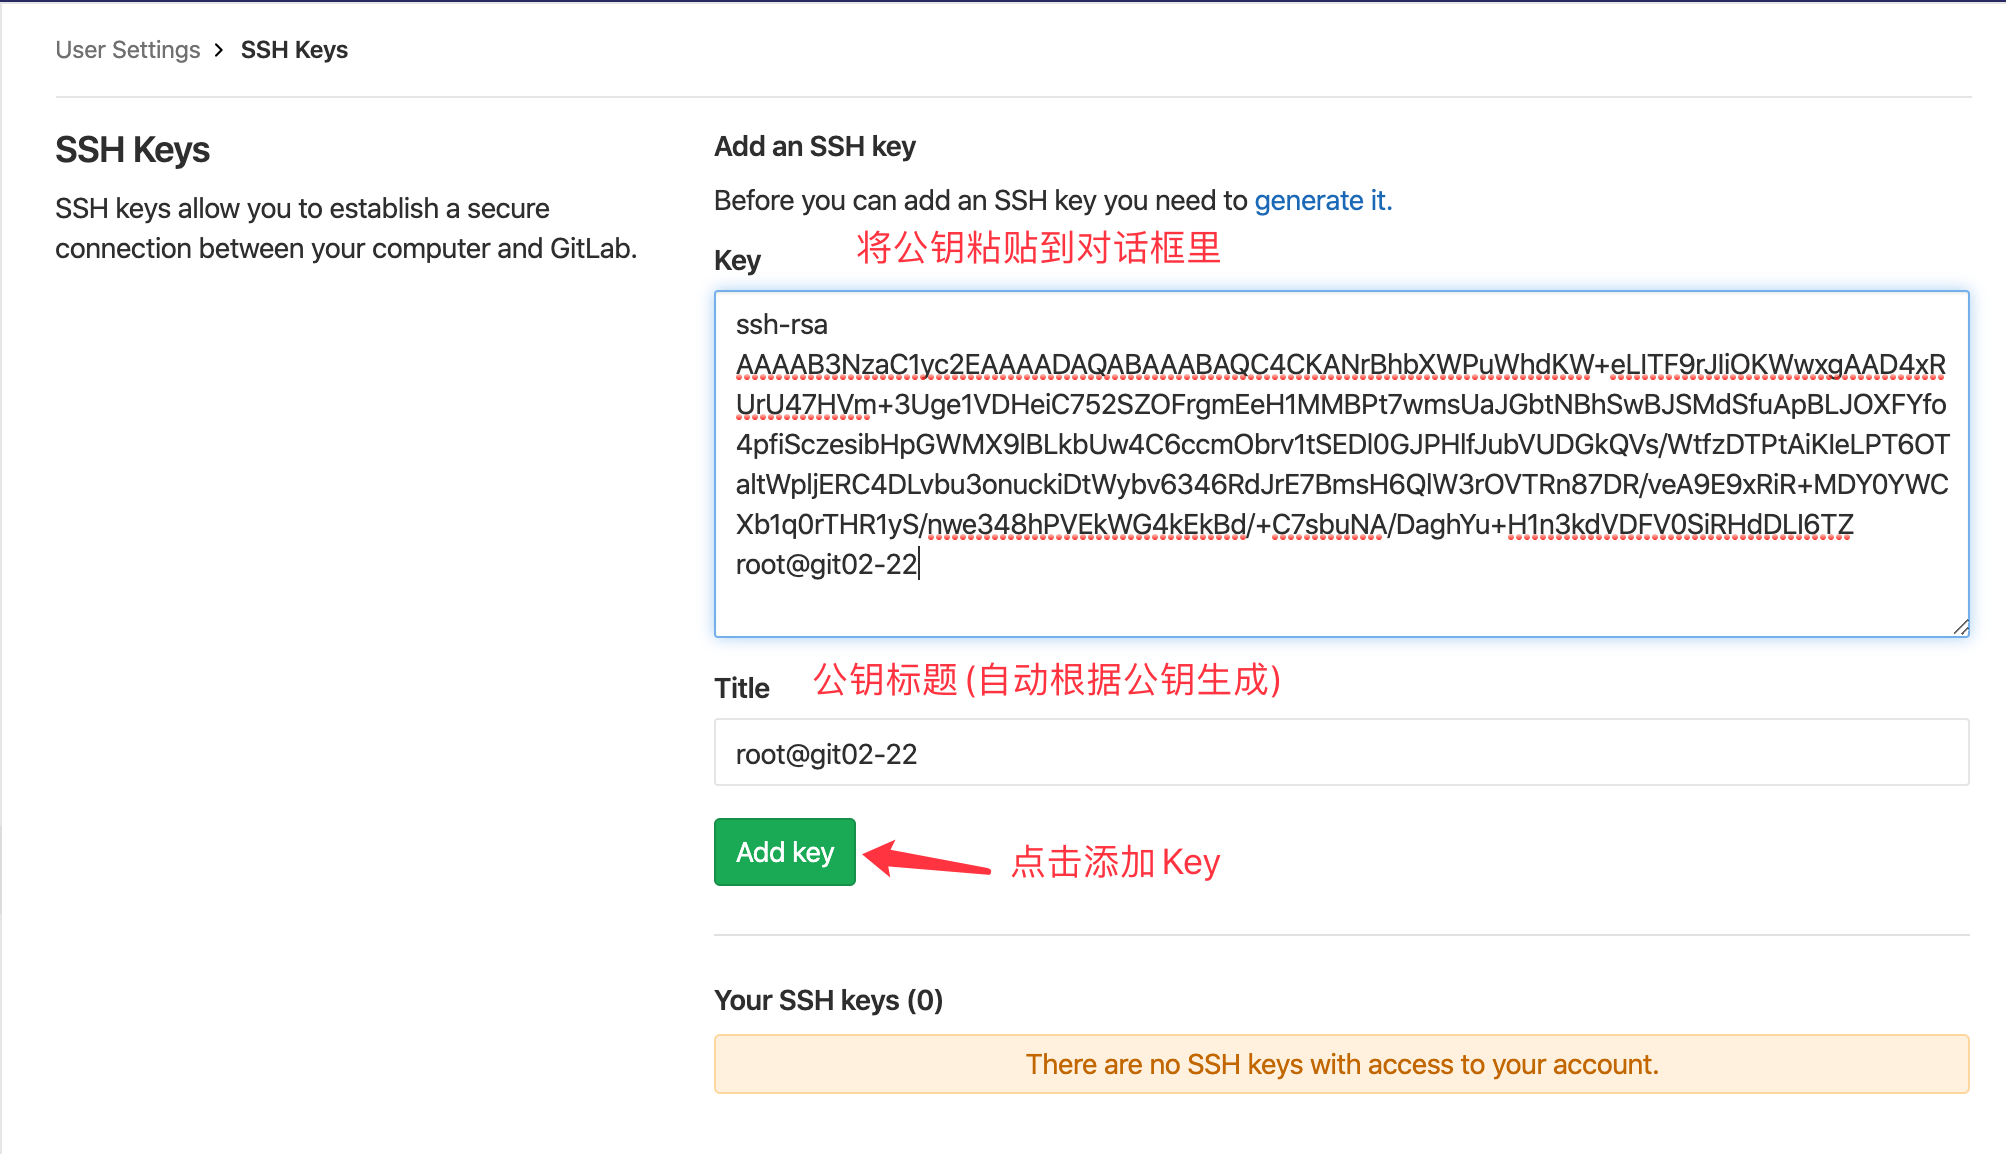 User Settings > SSH Keys
SSH Keys
SSH keys allow you to establish a secure
connection between your computer and GitLab.
Add an SSH key
Before you can add an SSH key you need to generate it.
Key 将公钥粘贴到对话框里
ssh-rsa
AAAAB3NzaC1yc2EAAAADAQABAAABAQC4CKANrBhbXWPuWhdKW+eLITF9rJIiOKWwxgAAD4xR
UrU47HVm+3Uge1VDHeiC752SZOFrgmEeH1MMBPt7wmsUaJGbtNBhSwBJSMdSfuApBLJOXFYfo
4pfiSczesibHpGWMX9lBLkbUw4C6ccmObrv1tSEDl0GJPHlfJubVUDGkQVs/WtfzDTPtAiKIeLPT6OT
altWpljERC4DLvbu3onuckiDtWybv6346RdJrE7BmsH6QlW3rOVTRn87DR/veA9E9xRiR+MDY0YWC
Xb1q0rTHR1yS/nwe348hPVEkWG4kEkBd/+C7sbuNA/DaghYu+H1n3kdVDFV0SiRHdDLI6TZ
root@git02-22
Title 公钥标题(自动根据公钥生成)
root@git02-22
Add key 点击添加Key
Your SSH keys (0)
There are no SSH keys with access to your account.